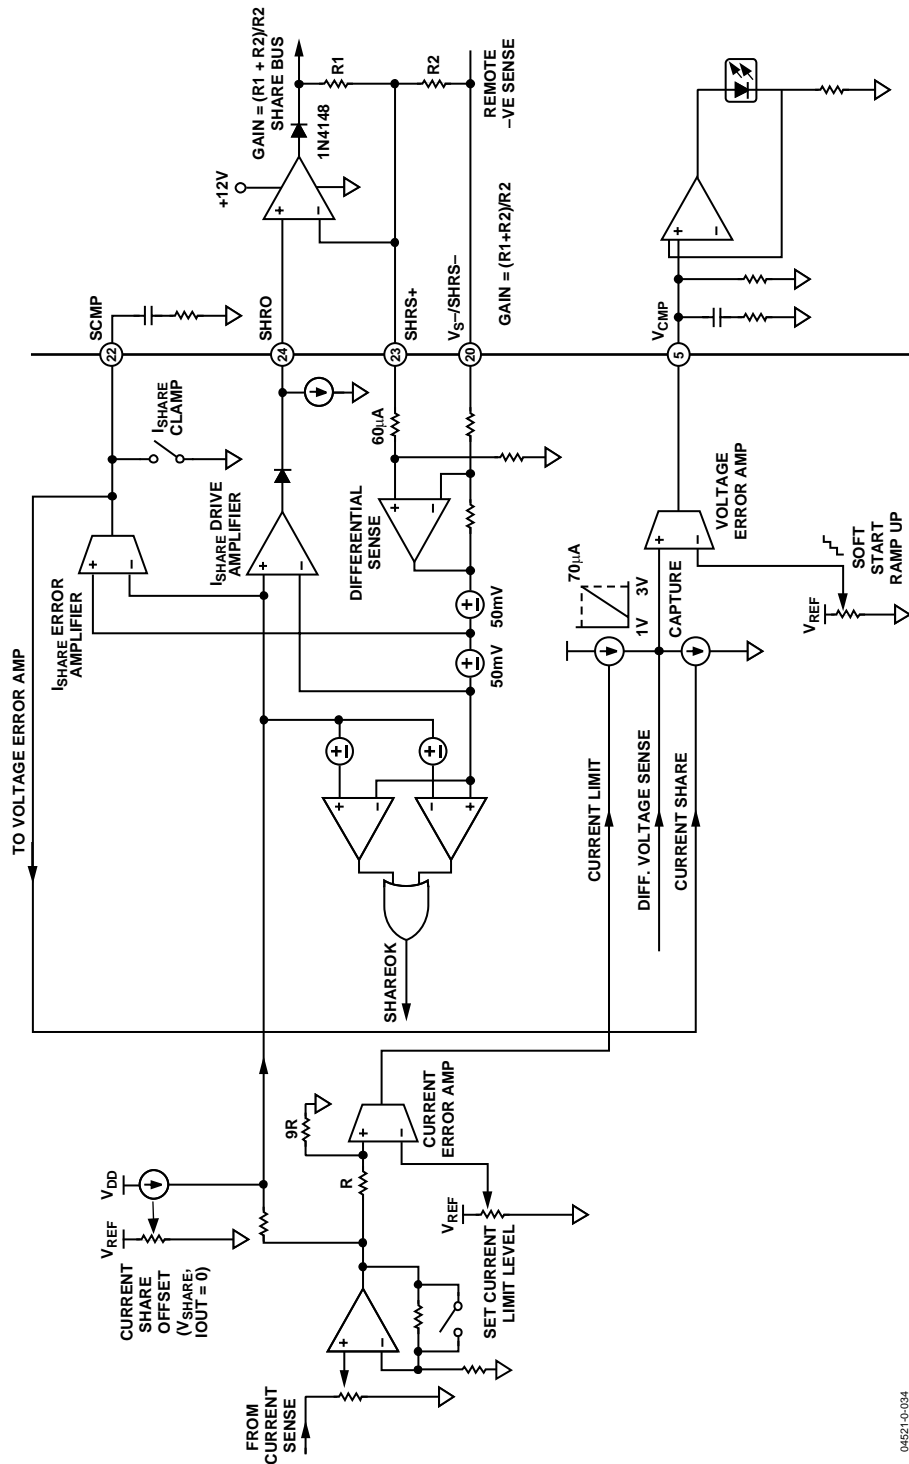 TO VOLTAGE ERROR AMP
SCMP
22
ISHARE
CLAMP
ISHARE ERROR
AMPLIFIER
+
–
+12V
GAIN = (R1 + R2)/R2
SHARE BUS
1N4148
+
–
R1
R2
REMOTE
–VE SENSE
SHRO
24
ISHARE DRIVE
AMPLIFIER
+
–
SHRS+
23
60µA
VS–/SHRS–
20
GAIN = (R1+R2)/R2
DIFFERENTIAL
SENSE
+
–
+ –
50mV
+ –
50mV
+ –
+ –
+
–
–
+
SHAREOK
VDD
VREF
CURRENT
SHARE
OFFSET
(VSHARE,
IOUT = 0)
9R
R
CURRENT
ERROR AMP
+
–
VREF
SET CURRENT
LIMIT LEVEL
+
–
FROM
CURRENT
SENSE
CURRENT LIMIT
DIFF. VOLTAGE SENSE
CURRENT SHARE
70µA
1V
3V
CAPTURE
+
–
VOLTAGE
ERROR AMP
VREF
SOFT
START
RAMP UP
VCMP
5
+
–
04521-0-034